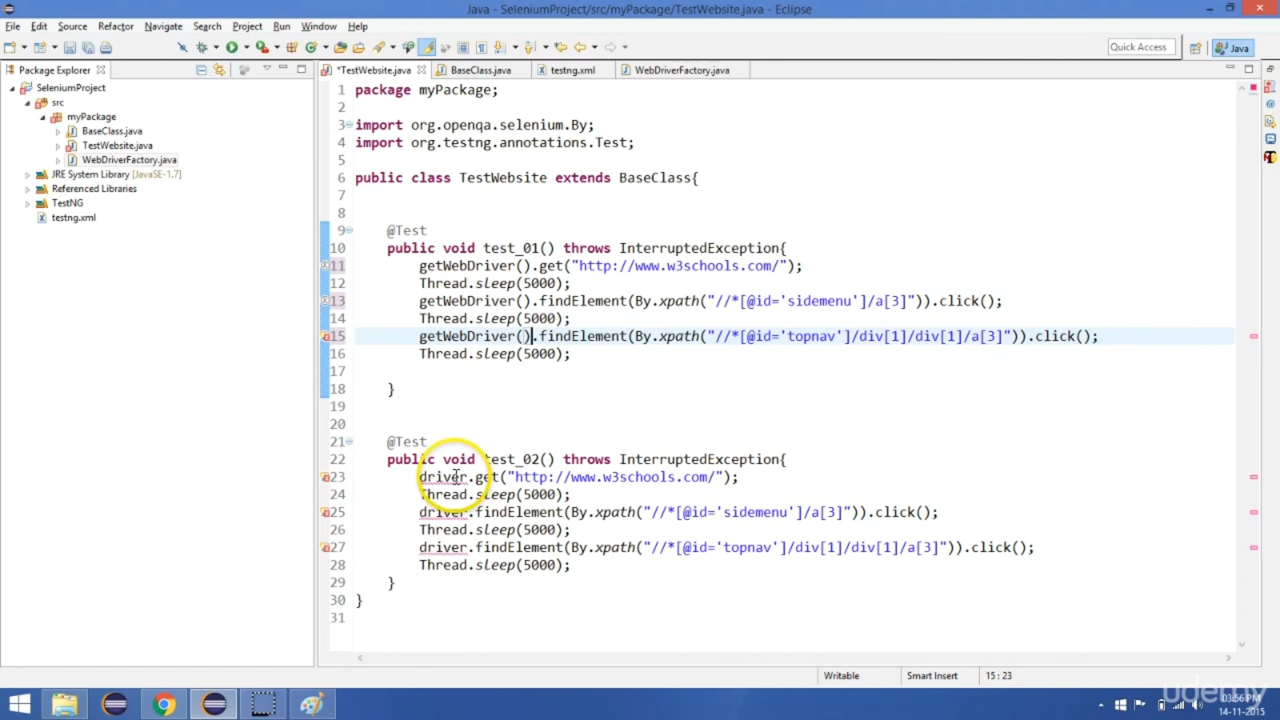 Java - SeleniumProject/src/myPackage/TestWebsite.java - Eclipse
File Edit Source Refactor Navigate Search Project Run Window Help
Quick Access
Java
Package Explorer
*TestWebsite.java BaseClass.java testng.xml WebDriverFactory.java
SeleniumProject
src
myPackage
BaseClass.java
TestWebsite.java
WebDriverFactory.java
JRE System Library [JavaSE-1.7]
Referenced Libraries
TestNG
testng.xml
1 package myPackage;
2
3 import org.openqa.selenium.By;
4 import org.testng.annotations.Test;
5
6 public class TestWebsite extends BaseClass{
7
8
9 @Test
10 public void test_01() throws InterruptedException{
11 getWebDriver().get("http://www.w3schools.com/");
12 Thread.sleep(5000);
13 getWebDriver().findElement(By.xpath("//*[@id='sidemenu']/a[3]")).click();
14 Thread.sleep(5000);
15 getWebDriver().findElement(By.xpath("//*[@id='topnav']/div[1]/div[1]/a[3]")).click();
16 Thread.sleep(5000);
17
18 }
19
20
21 @Test
22 public void test_02() throws InterruptedException{
23 driver.get("http://www.w3schools.com/");
24 Thread.sleep(5000);
25 driver.findElement(By.xpath("//*[@id='sidemenu']/a[3]")).click();
26 Thread.sleep(5000);
27 driver.findElement(By.xpath("//*[@id='topnav']/div[1]/div[1]/a[3]")).click();
28 Thread.sleep(5000);
29 }
30 }
31
Writable Smart Insert 15 : 23
udemy
03:56 PM
14-11-2015